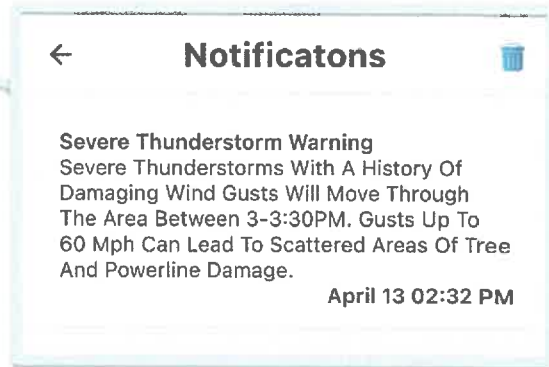 Notificatons
Severe Thunderstorm Warning
Severe Thunderstorms With A History Of
Damaging Wind Gusts Will Move Through
The Area Between 3-3:30PM. Gusts Up To
60 Mph Can Lead To Scattered Areas Of Tree
And Powerline Damage.
April 13 02:32 PM